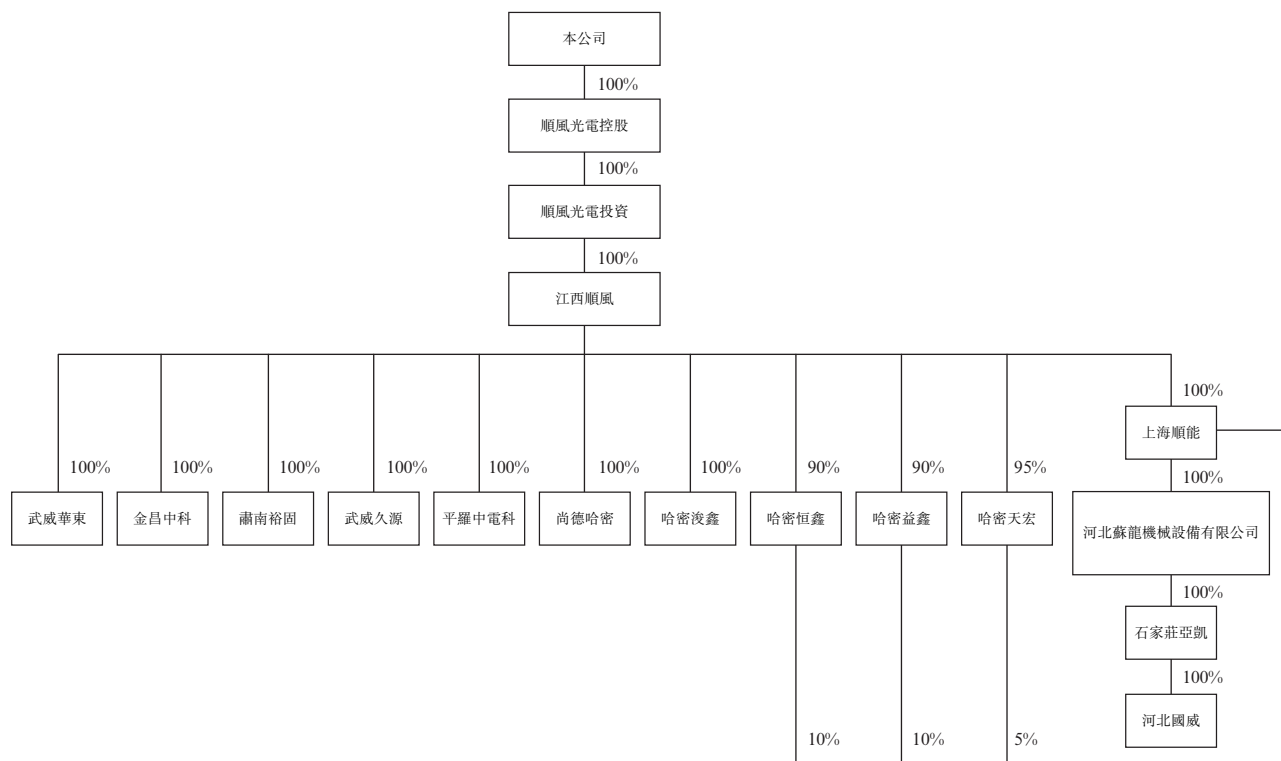 本公司
100%
順風光電控股
100%
順風光電投資
100%
江西順風
100%
上海順能
100% 100% 100% 100% 100% 100% 100% 90% 90% 95% 100%
武威華東 金昌中科 肅南裕固 武威久源 平羅中電科 尚德哈密 哈密浚鑫 哈密恒鑫 哈密益鑫 哈密天宏 河北蘇龍機械設備有限公司
100%
石家莊亞凱
100%
河北國威
10% 10% 5%